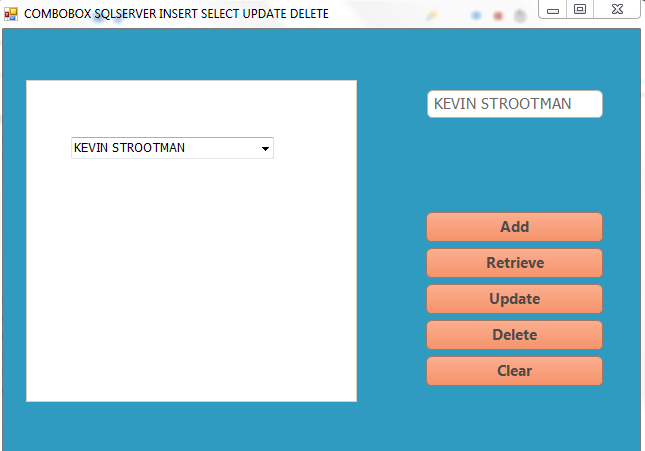 COMBOBOX SQLSERVER INSERT SELECT UPDATE DELETE
KEVIN STROOTMAN
KEVIN STROOTMAN
Add
Retrieve
Update
Delete
Clear